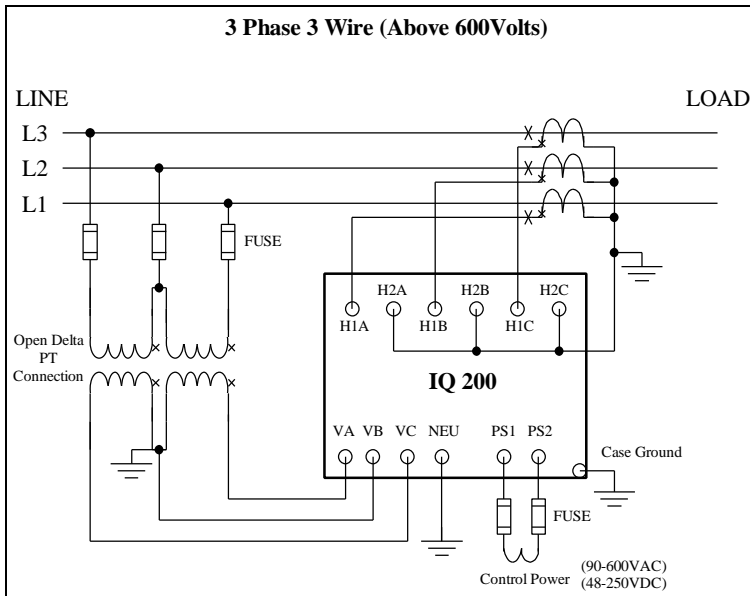 3 Phase 3 Wire (Above 600Volts)
LINE
LOAD
L3
L2
L1
FUSE
H2A
H2B
H2C
H1A
H1B
H1C
Open Delta
PT
Connection
IQ 200
VA
VB
VC
NEU
PS1
PS2
Case Ground
FUSE
Control Power
(90-600VAC)
(48-250VDC)